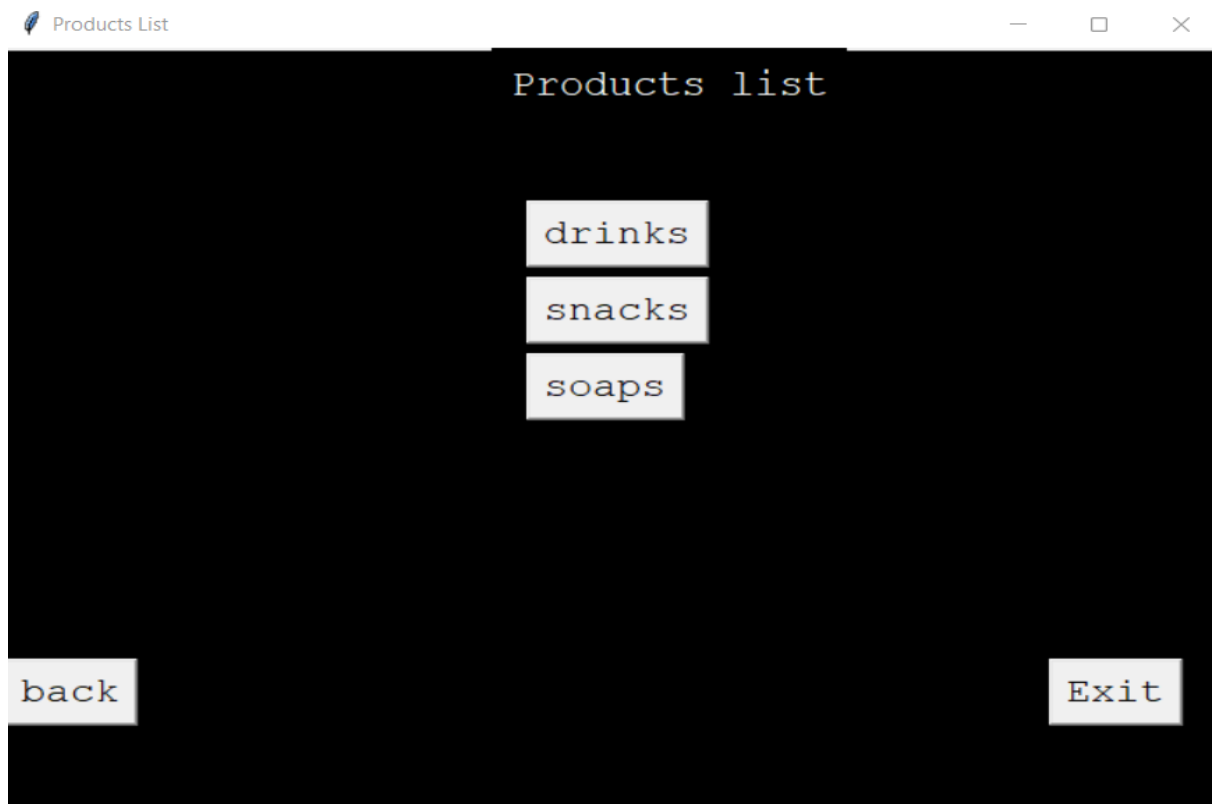 Products List
Products list
drinks
snacks
soaps
back
Exit